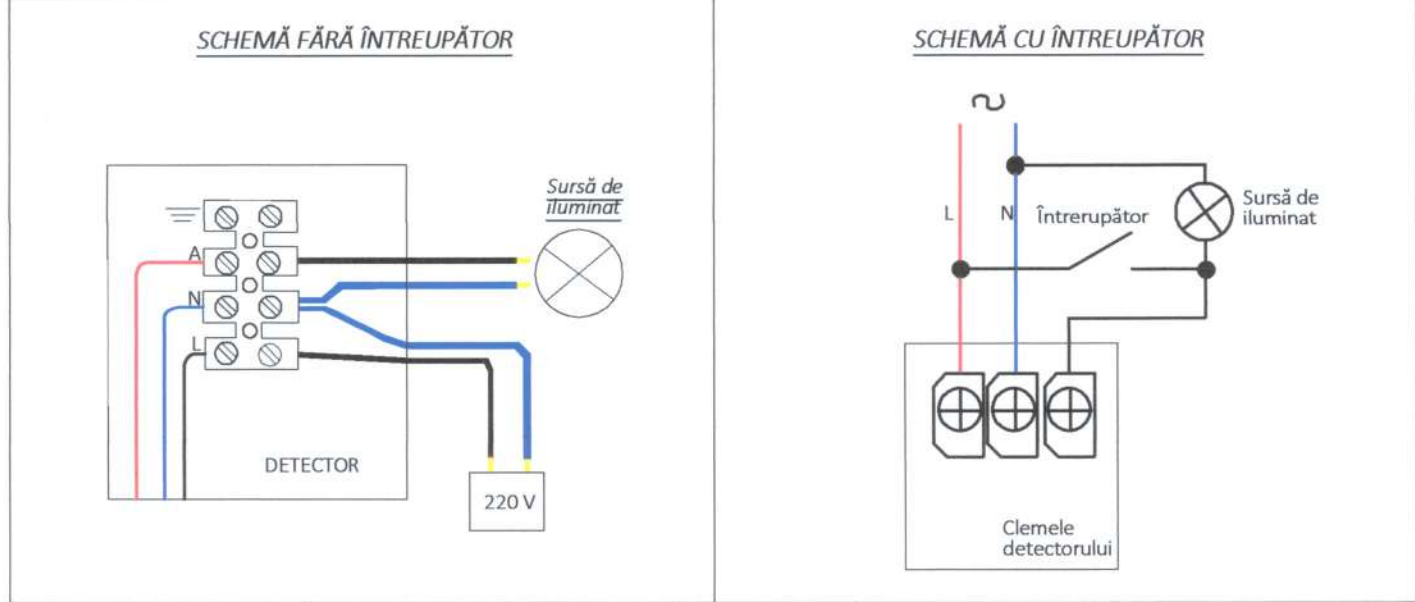 SCHEMĂ FĂRĂ ÎNTREUPĂTOR
Sursă de
iluminat
A
N
L
DETECTOR
220 V
SCHEMĂ CU ÎNTREUPĂTOR
L
N
Întrerupător
Sursă de
iluminat
Clemele
detectorului